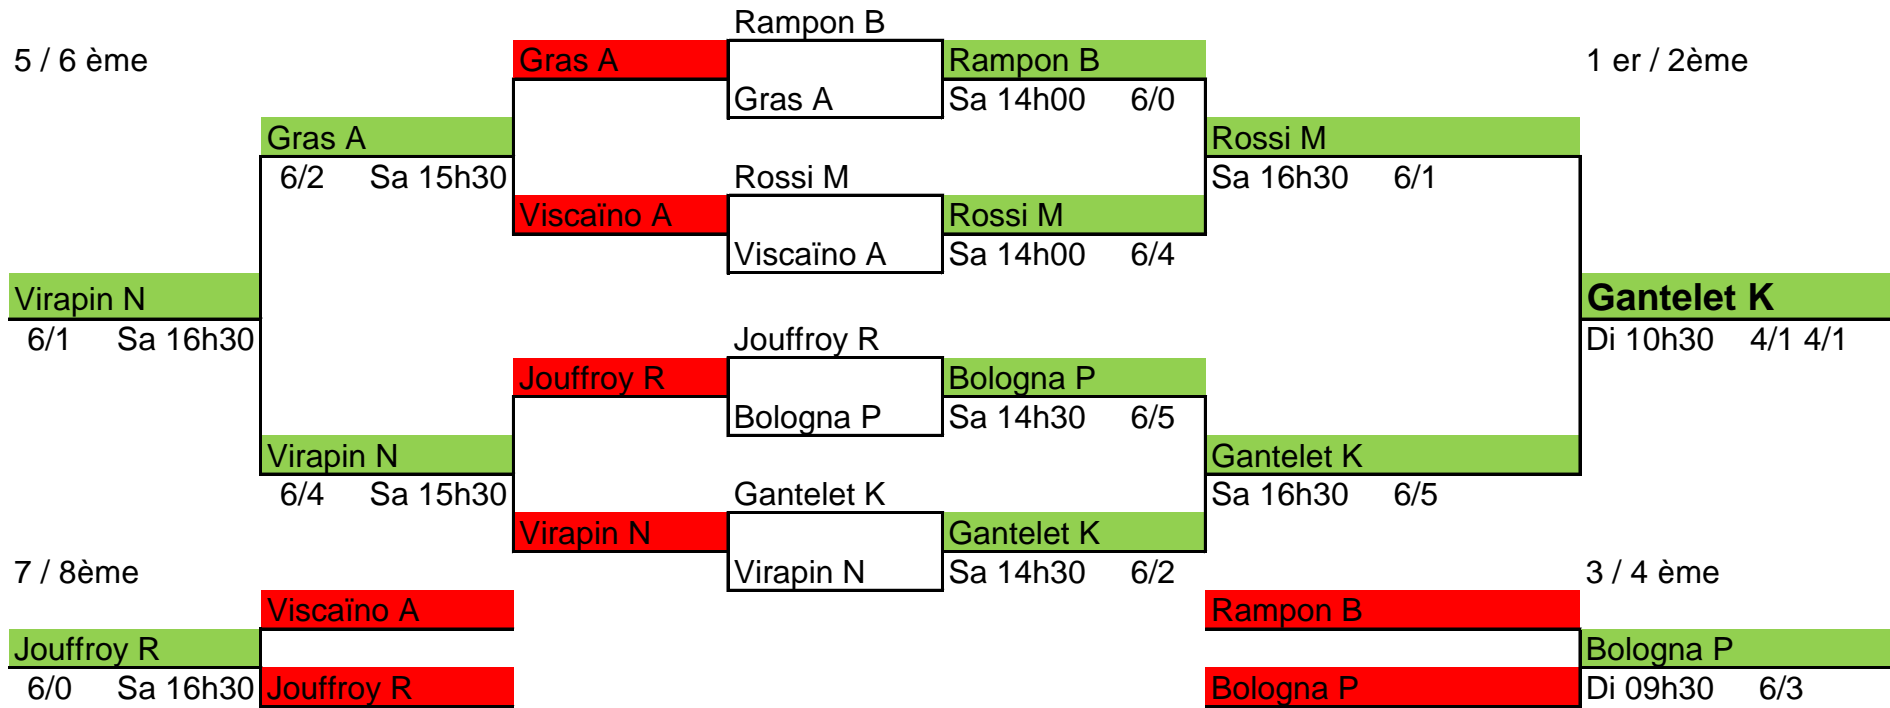 Rampon B
5 / 6 ème Gras A Rampon B 1 er / 2ème
Gras A Sa 14h00 6/0
Gras A Rossi M
6/2 Sa 15h30 Rossi M Sa 16h30 6/1
Viscaïno A Rossi M
Viscaïno A Sa 14h00 6/4
Virapin N Gantelet K
6/1 Sa 16h30 Jouffroy R Di 10h30 4/1 4/1
Jouffroy R Bologna P
Bologna P Sa 14h30 6/5
Virapin N Gantelet K
6/4 Sa 15h30 Gantelet K Sa 16h30 6/5
Virapin N Gantelet K
7 / 8ème Virapin N Sa 14h30 6/2 3 / 4 ème
Viscaïno A Rampon B
Jouffroy R Bologna P
6/0 Sa 16h30 Jouffroy R Bologna P Di 09h30 6/3